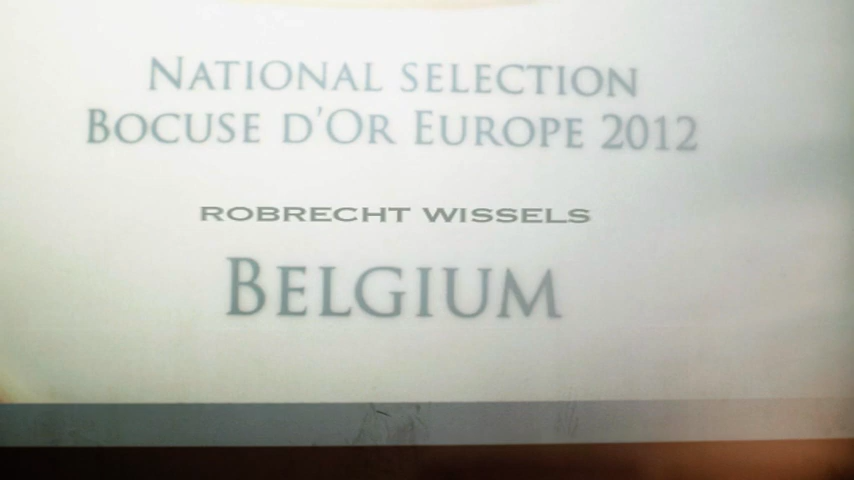 NATIONAL SELECTION
BOCUSE D'OR EUROPE 2012
ROBRECHT WISSELS
BELGIUM